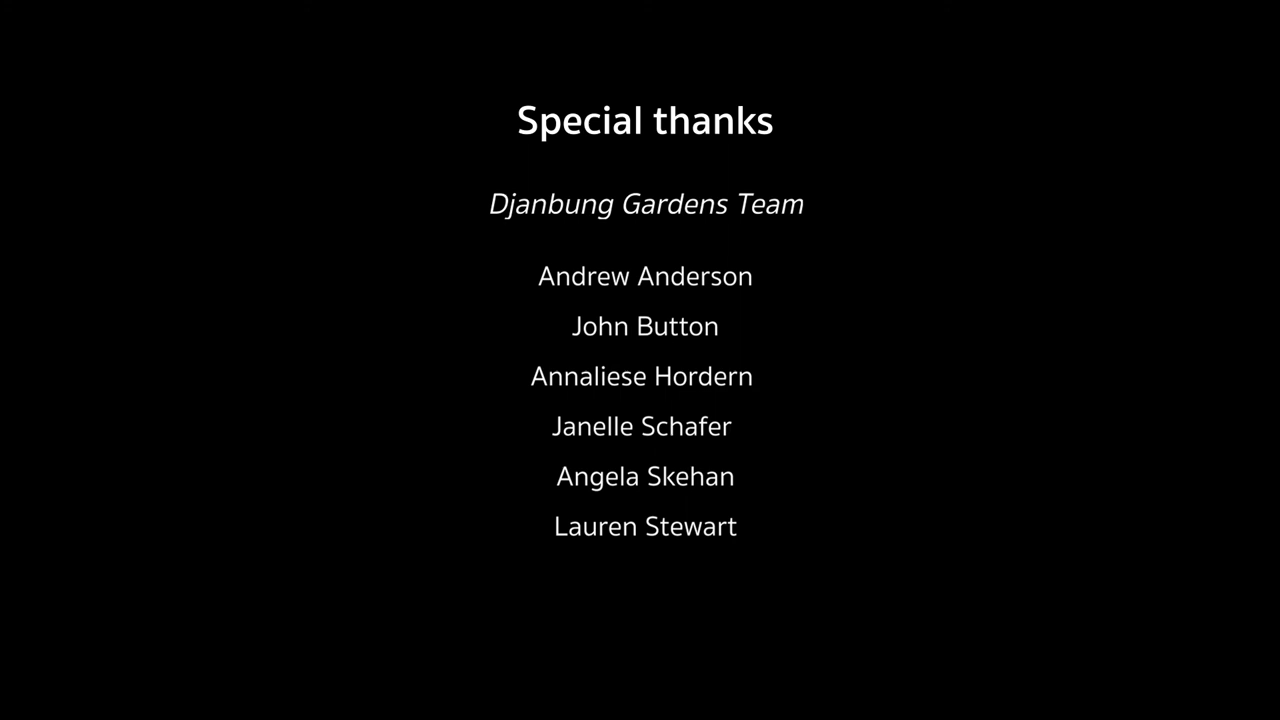 Special thanks
Djanbung Gardens Team
Andrew Anderson
John Button
Annaliese Hordern
Janelle Schafer
Angela Skehan
Lauren Stewart